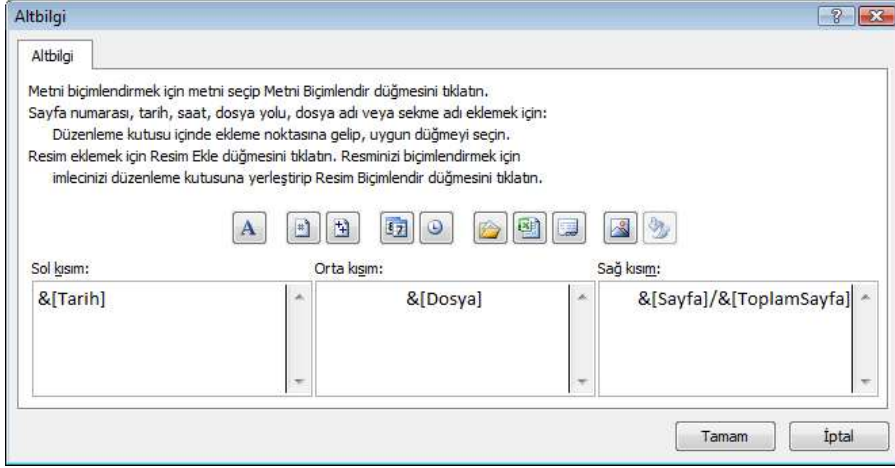 Altbilgi
Altbilgi
Metni biçimlendirmek için metni seçip Metni Biçimlendir düğmesini tıklatın.
Sayfa numarası, tarih, saat, dosya yolu, dosya adı veya sekme adı eklemek için:
Düzenleme kutusu içinde ekleme noktasına gelip, uygun düğmeyi seçin.
Resim eklemek için Resim Ekle düğmesini tıklatın. Resminizi biçimlendirmek için
imlecinizi düzenleme kutusuna yerleştirip Resim Biçimlendir düğmesini tıklatın.
Sol kısım: Orta kısım: Sağ kısım:
&[Tarih] &[Dosya] &[Sayfa]/&[ToplamSayfa]
Tamam İptal